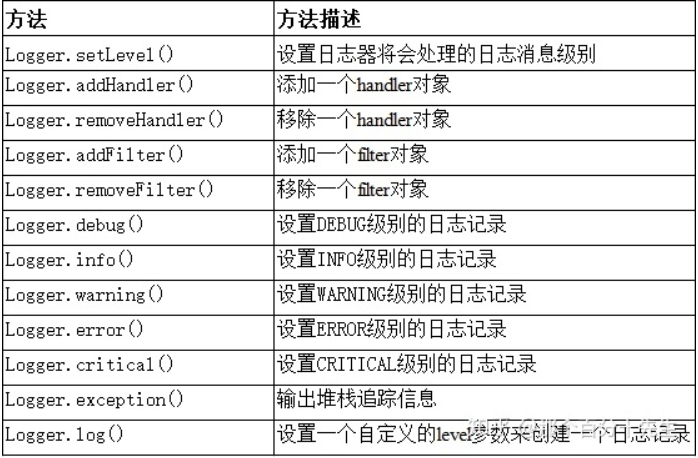 方法 方法描述
Logger.setLevel() 设置日志器将会处理的日志消息级别
Logger.addHandler() 添加一个handler对象
Logger.removeHandler() 移除一个handler对象
Logger.addFilter() 添加一个filter对象
Logger.removeFilter() 移除一个filter对象
Logger.debug() 设置DEBUG级别的日志记录
Logger.info() 设置INFO级别的日志记录
Logger.warning() 设置WARNING级别的日志记录
Logger.error() 设置ERROR级别的日志记录
Logger.critical() 设置CRITICAL级别的日志记录
Logger.exception() 输出堆栈追踪信息
Logger.log() 设置一个自定义的level参数来创建一个日志记录